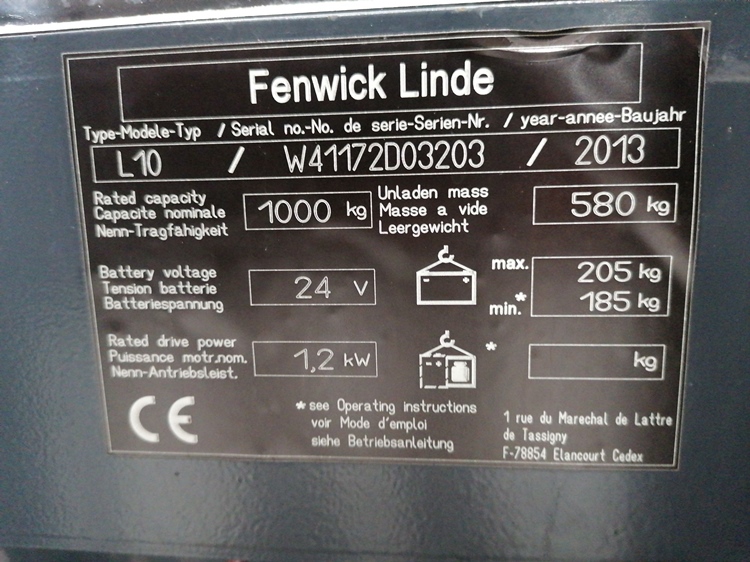 Fenwick Linde
Type-Modele-Typ / Serial no.-No. de serie-Serien-Nr. / year-annee-Baujahr
L10 / W41172D03203 / 2013
Rated capacity
Capacite nominale
Nenn-Tragfähigkeit
1000 kg
Unladen mass
Masse a vide
Leergewicht
580 kg
Battery voltage
Tension batterie
Batteriespannung
24 V
max. 205 kg
min.* 185 kg
Rated drive power
Puissance motr.nom.
Nenn-Antriebsleist.
1,2 kW
* kg
CE
* see Operating instructions
voir Mode d'emploi
siehe Betriebsanleitung
1 rue du Marechal de Lattre
de Tassigny
F-78854 Elancourt Cedex